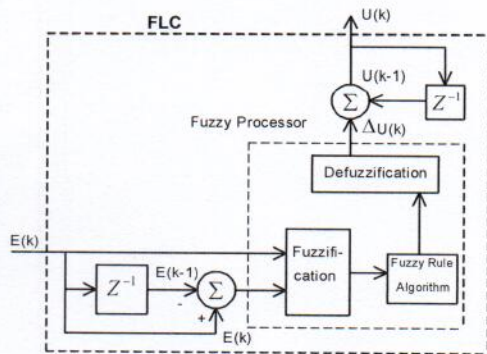 FLC
U(k)
U(k-1)
Σ
Z⁻¹
Fuzzy Processor
ΔU(k)
Defuzzification
E(k)
Fuzzifi-
cation
E(k-1)
Z⁻¹
Σ
-
+
Fuzzy Rule
Algorithm
E(k)